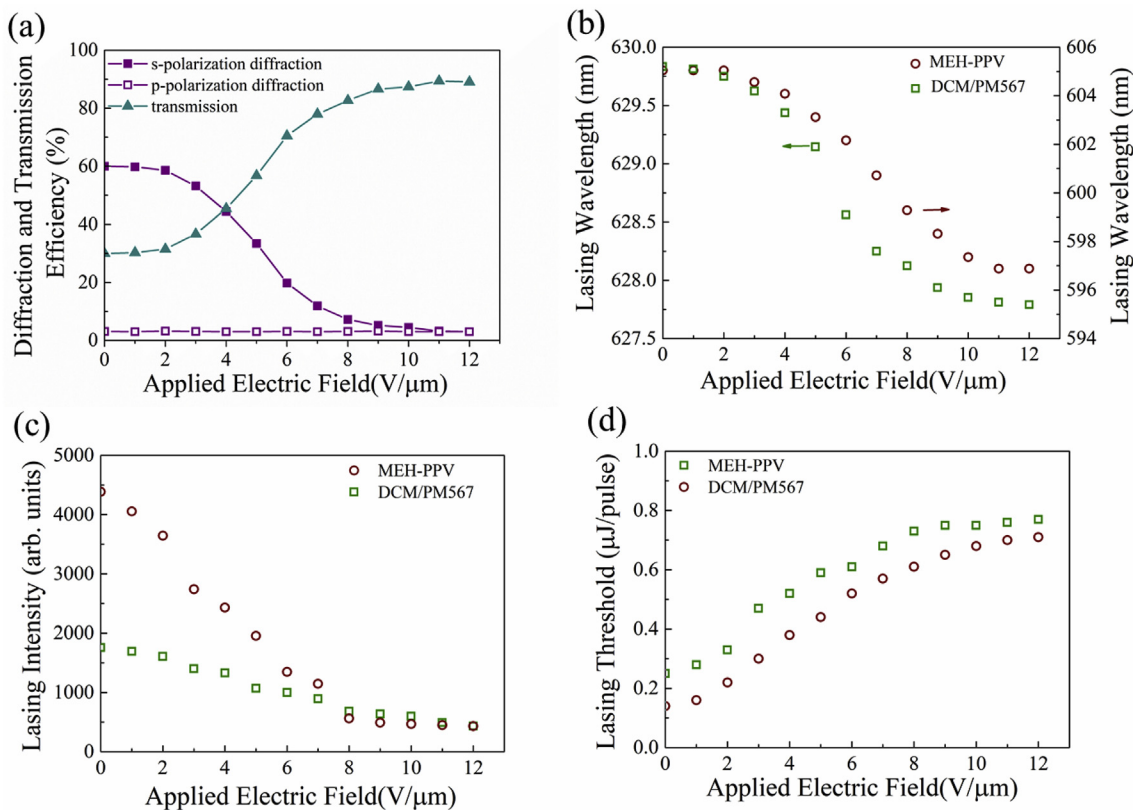 (a)
100
80
60
40
20
0
Diffraction and Transmission
Efficiency (%)
s-polarization diffraction
p-polarization diffraction
transmission
0 2 4 6 8 10 12
Applied Electric Field(V/μm)
(b)
630.0
629.5
629.0
628.5
628.0
627.5
Lasing Wavelength (nm)
MEH-PPV
DCM/PM567
606
604
602
600
598
596
594
Lasing Wavelength (nm)
0 2 4 6 8 10 12
Applied Electric Field(V/μm)
(c)
5000
4000
3000
2000
1000
0
Lasing Intensity (arb. units)
MEH-PPV
DCM/PM567
0 2 4 6 8 10 12
Applied Electric Field(V/μm)
(d)
1.0
0.8
0.6
0.4
0.2
0.0
Lasing Threshold (μJ/pulse)
MEH-PPV
DCM/PM567
0 2 4 6 8 10 12
Applied Electric Field(V/μm)